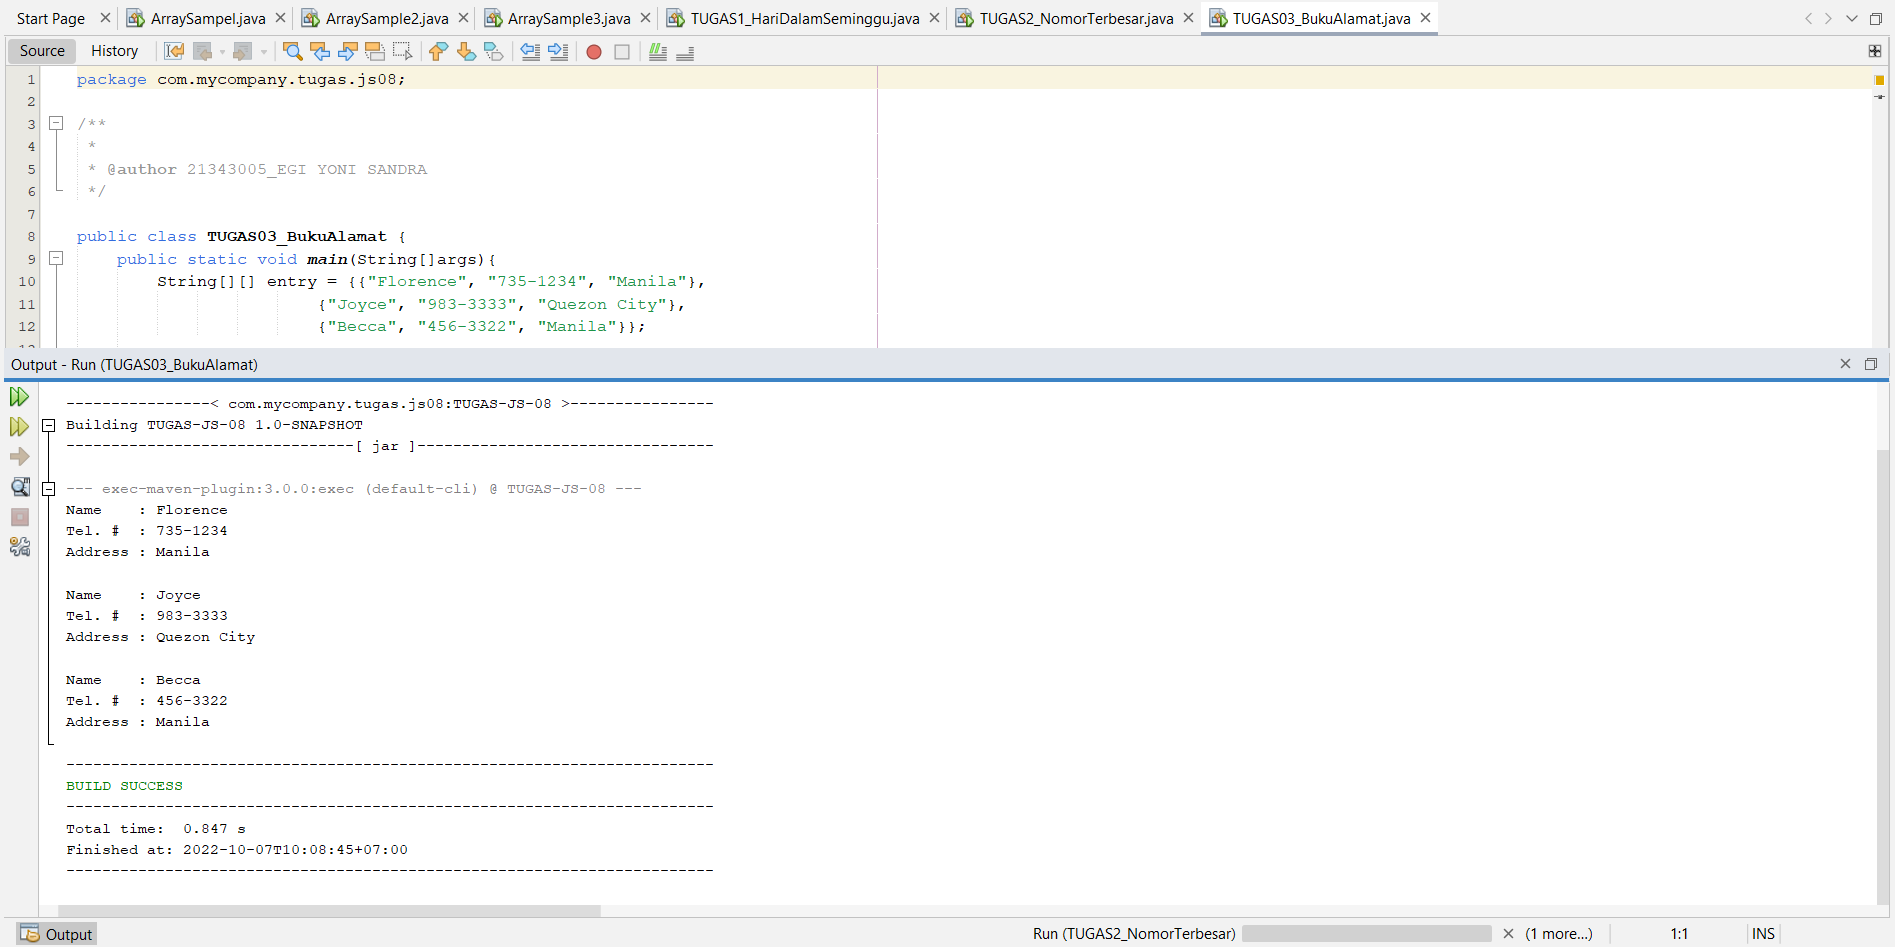 Start Page ArraySampel.java ArraySample2.java ArraySample3.java TUGAS1_HariDalamSeminggu.java TUGAS2_NomorTerbesar.java TUGAS03_BukuAlamat.java
Source History
1 package com.mycompany.tugas.js08;
2
3 /**
4 *
5 * @author 21343005_EGI YONI SANDRA
6 */
7
8 public class TUGAS03_BukuAlamat {
9 public static void main(String[]args){
10 String[][] entry = {{"Florence", "735-1234", "Manila"},
11 {"Joyce", "983-3333", "Quezon City"},
12 {"Becca", "456-3322", "Manila"}};
Output - Run (TUGAS03_BukuAlamat)
----------------< com.mycompany.tugas.js08:TUGAS-JS-08 >----------------
Building TUGAS-JS-08 1.0-SNAPSHOT
--------------------------------[ jar ]---------------------------------
--- exec-maven-plugin:3.0.0:exec (default-cli) @ TUGAS-JS-08 ---
Name : Florence
Tel. # : 735-1234
Address : Manila
Name : Joyce
Tel. # : 983-3333
Address : Quezon City
Name : Becca
Tel. # : 456-3322
Address : Manila
------------------------------------------------------------------------
BUILD SUCCESS
------------------------------------------------------------------------
Total time: 0.847 s
Finished at: 2022-10-07T10:08:45+07:00
------------------------------------------------------------------------
Output Run (TUGAS2_NomorTerbesar) (1 more...) 1:1 INS